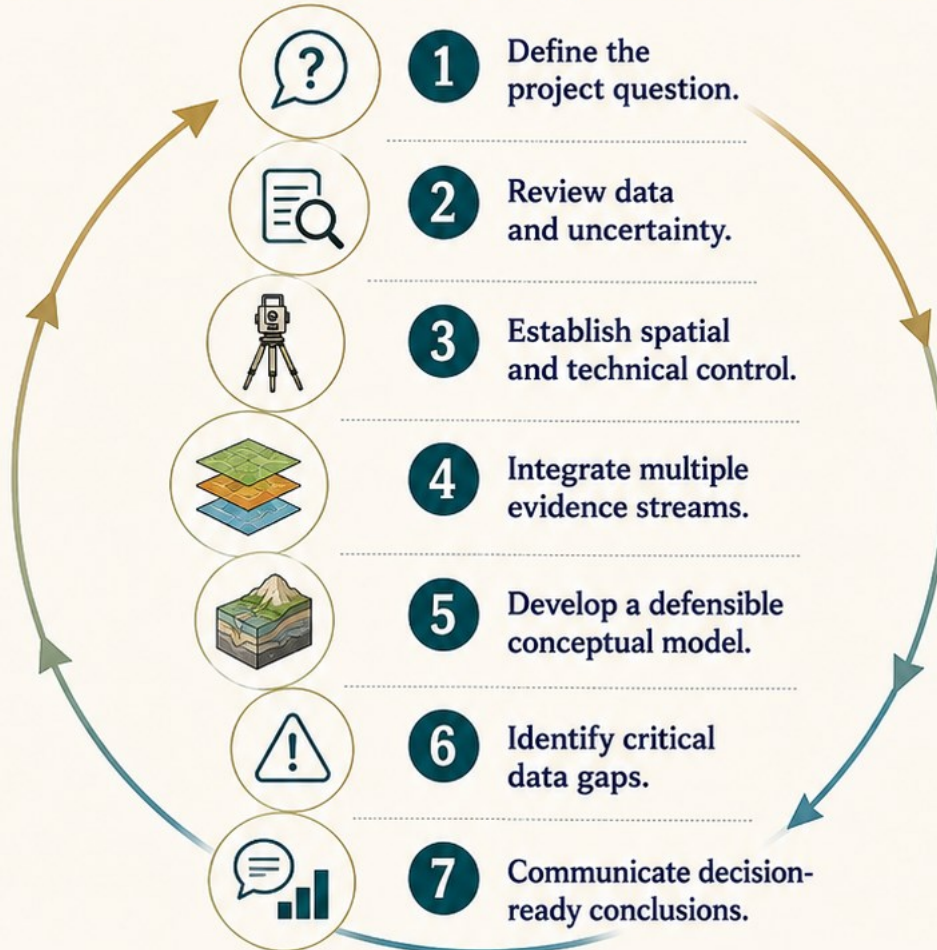 ?
1
Define the
project question.
2
Review data
and uncertainty.
3
Establish spatial
and technical control.
4
Integrate multiple
evidence streams.
5
Develop a defensible
conceptual model.
!
6
Identify critical
data gaps.
7
Communicate decision-
ready conclusions.